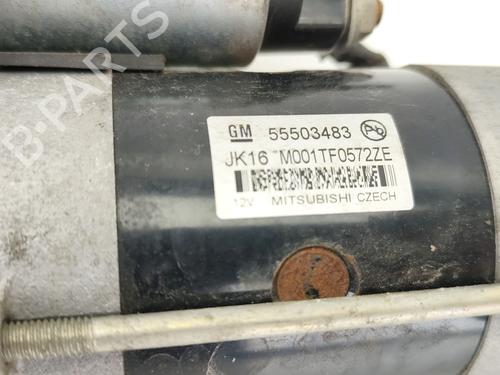 B-PARTS
GM 55503483 Pb
JK16 M001TF0572ZE
12V MITSUBISHI CZECH